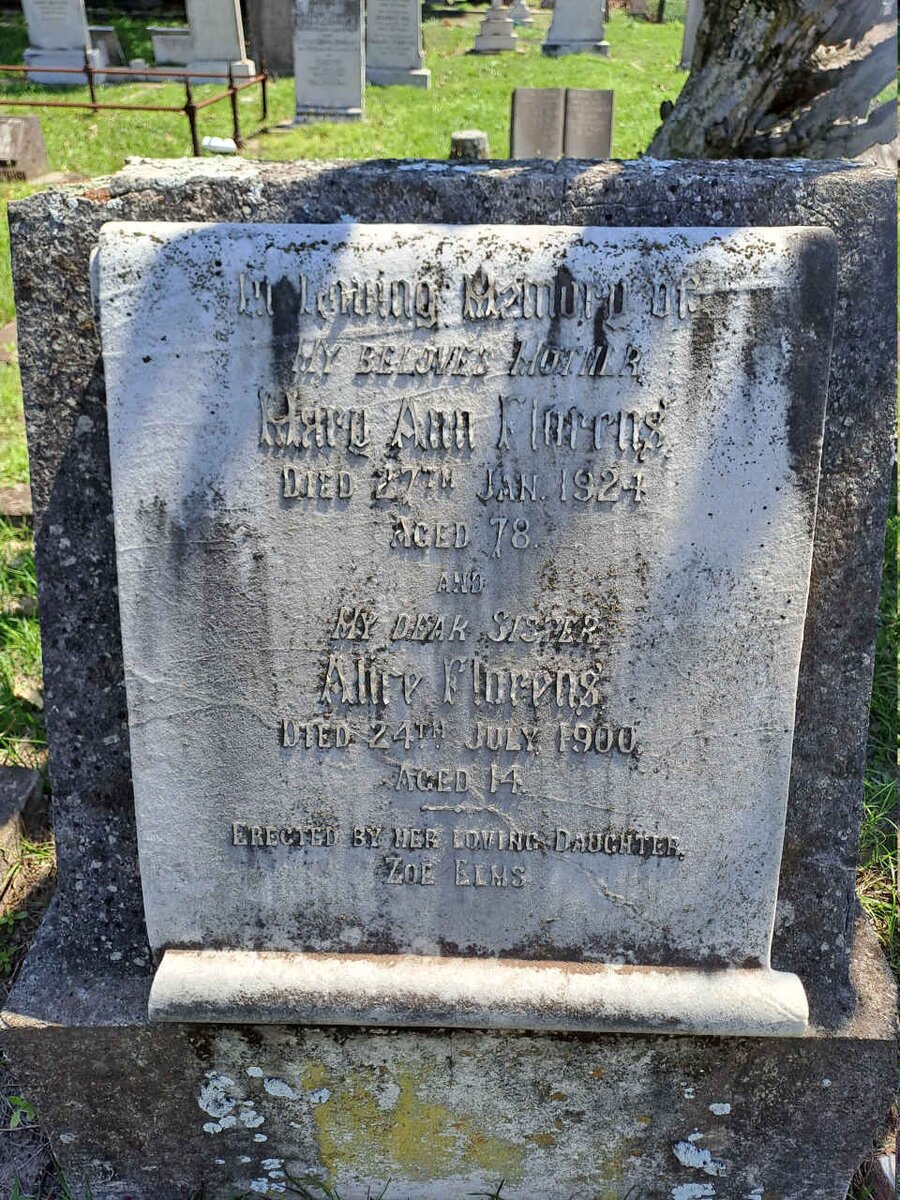 In Loving Memory of
MY BELOVED MOTHER
Mary Ann Florens
DIED 27TH JAN. 1924
AGED 78.
AND
MY DEAR SISTER
Alice Florens
DIED 24TH JULY 1900
AGED 14
ERECTED BY HER LOVING DAUGHTER,
ZOE ELMS